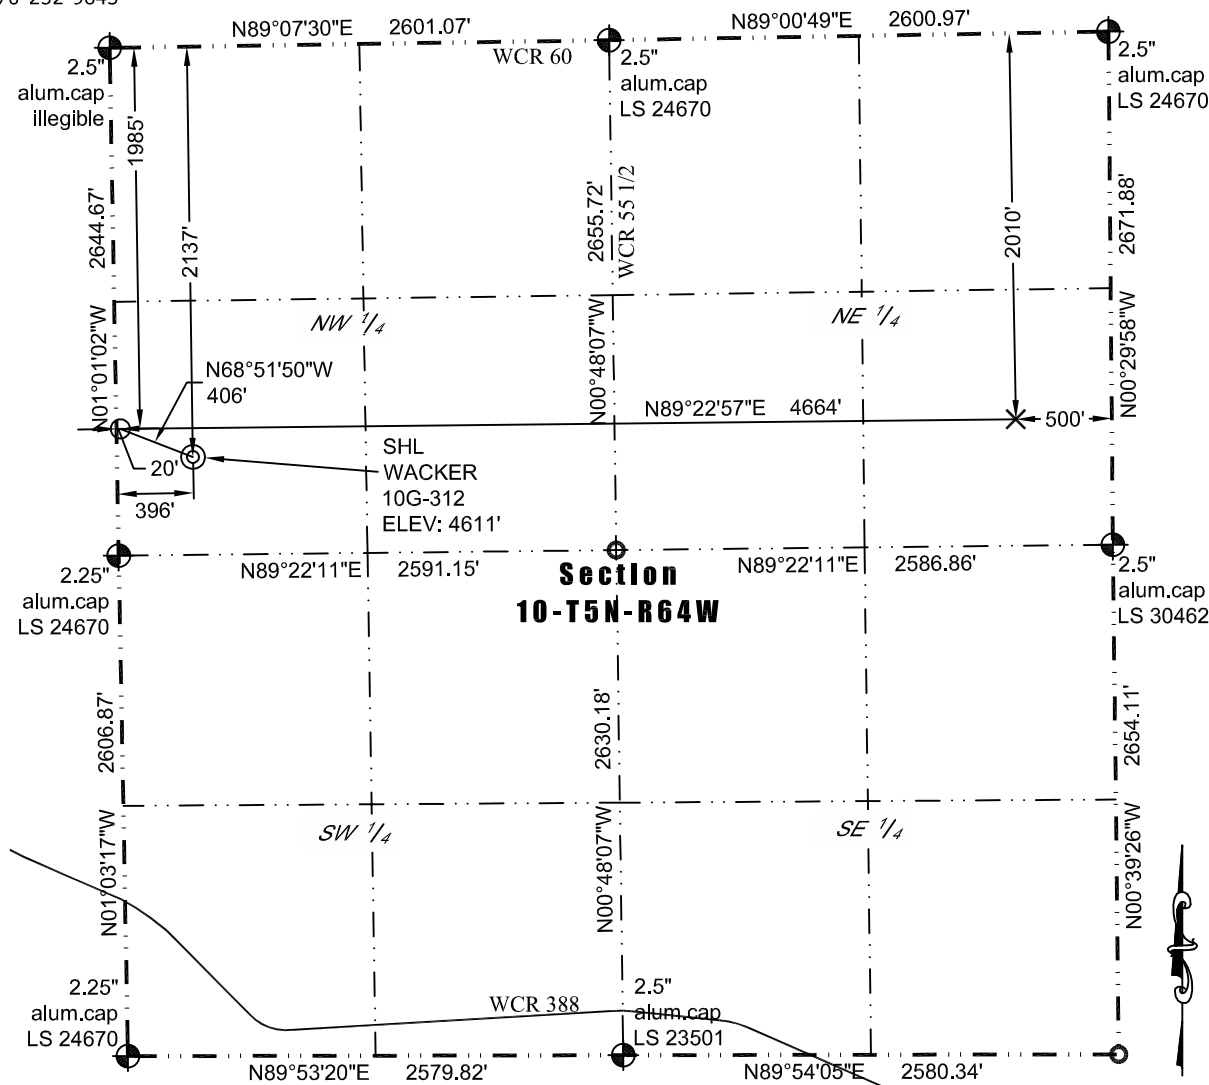 N89°07'30"E 2601.07'
N89°00'49"E 2600.97'
WCR 60
2.5"
alum.cap
illegible
2.5"
alum.cap
LS 24670
2.5"
alum.cap
LS 24670
1985'
2137'
2644.67'
N01°01'02"W
2655.72'
WCR 55 1/2
N00°48'07"W
2010'
2671.88'
N00°29'58"W
NW 1/4
NE 1/4
N68°51'50"W
406'
N89°22'57"E 4664'
500'
20'
396'
SHL
WACKER
10G-312
ELEV: 4611'
N89°22'11"E 2591.15'
N89°22'11"E 2586.86'
Section
10-T5N-R64W
2.25"
alum.cap
LS 24670
2.5"
alum.cap
LS 30462
2606.87'
N01°03'17"W
2630.18'
N00°48'07"W
2654.11'
N00°39'26"W
SW 1/4
SE 1/4
2.25"
alum.cap
LS 24670
WCR 388
2.5"
alum.cap
LS 23501
N89°53'20"E 2579.82'
N89°54'05"E 2580.34'